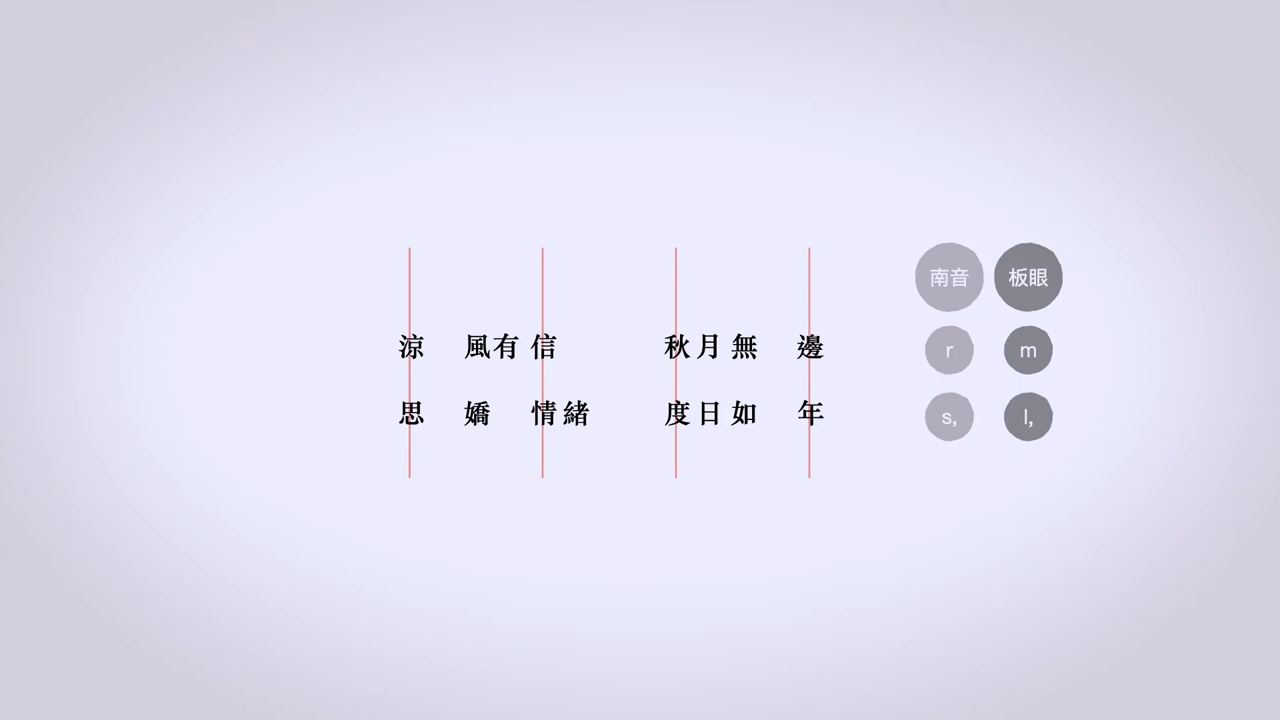 南音 板眼
涼 風有 信 秋月 無 邊
r m
思 嬌 情緒 度日 如 年
s, l,